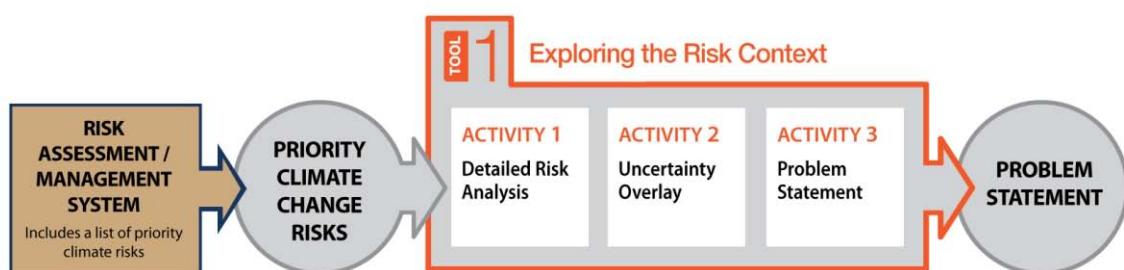 TOOL 1 Exploring the Risk Context
RISK
ASSESSMENT /
MANAGEMENT
SYSTEM
Includes a list of priority
climate risks
PRIORITY
CLIMATE
CHANGE
RISKS
ACTIVITY 1
Detailed Risk
Analysis
ACTIVITY 2
Uncertainty
Overlay
ACTIVITY 3
Problem
Statement
PROBLEM
STATEMENT